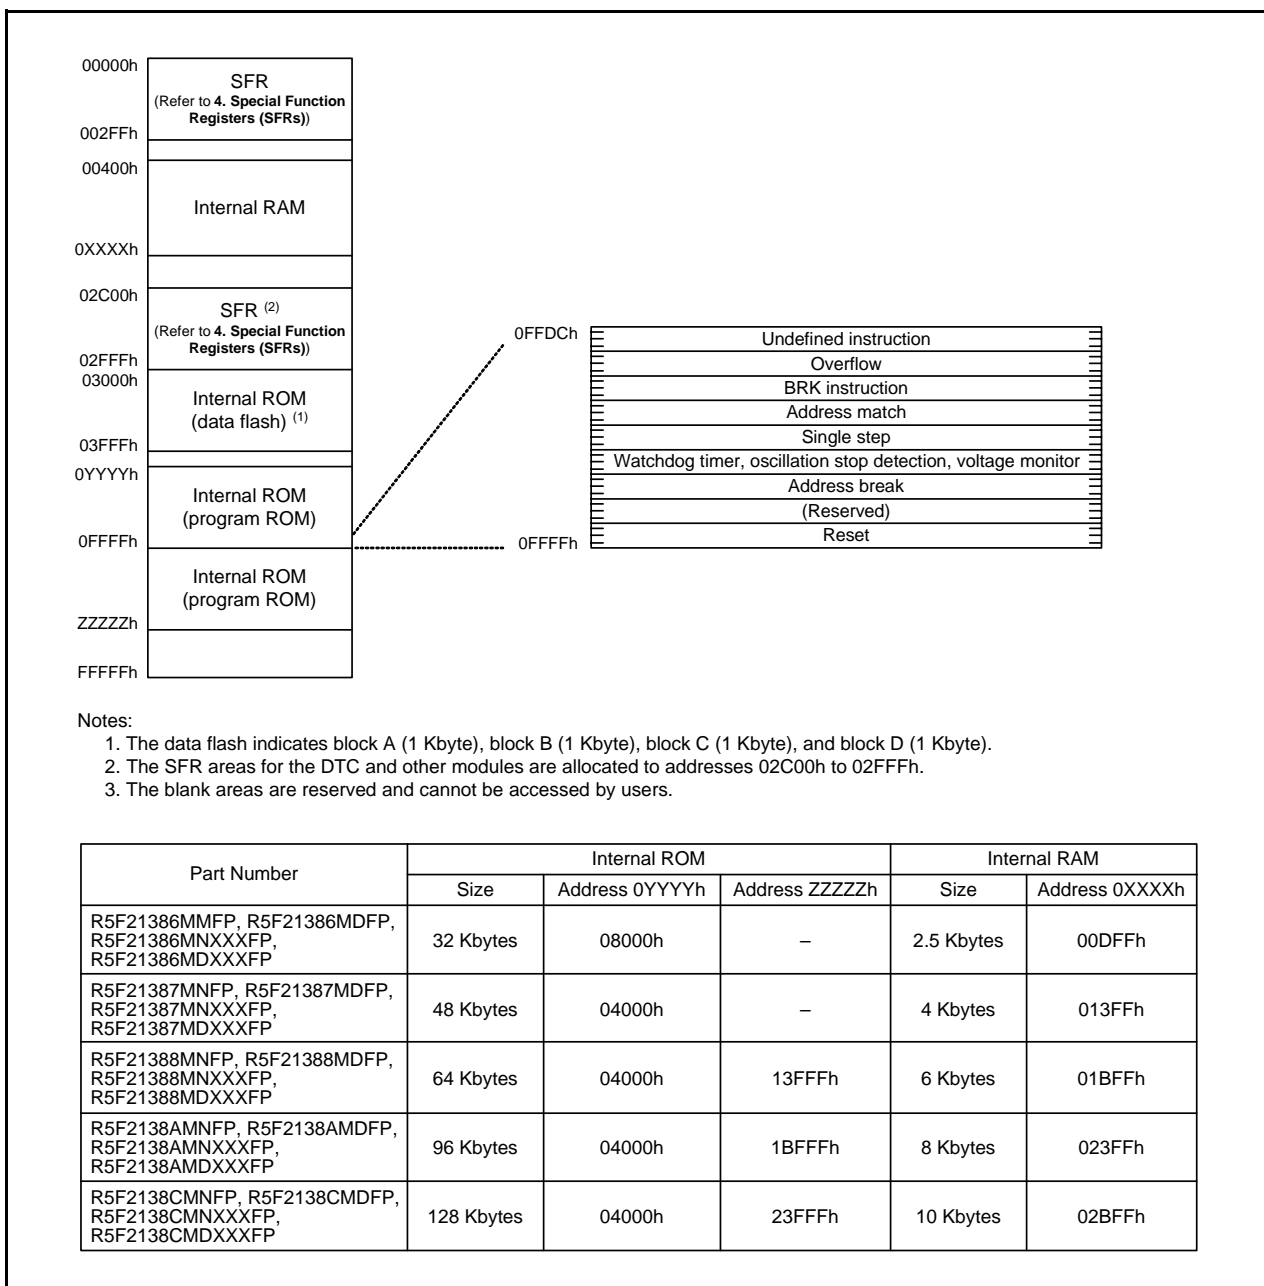 00000h
SFR
(Refer to 4. Special Function
Registers (SFRs))
002FFh
00400h
Internal RAM
0XXXXh
02C00h
SFR (2)
(Refer to 4. Special Function
Registers (SFRs))
02FFFh
03000h
Internal ROM
(data flash) (1)
03FFFh
0YYYYh
Internal ROM
(program ROM)
0FFFFh
Internal ROM
(program ROM)
ZZZZZh
FFFFFh
0FFDCh
Undefined instruction
Overflow
BRK instruction
Address match
Single step
Watchdog timer, oscillation stop detection, voltage monitor
Address break
(Reserved)
0FFFFh
Reset
Notes:
1. The data flash indicates block A (1 Kbyte), block B (1 Kbyte), block C (1 Kbyte), and block D (1 Kbyte).
2. The SFR areas for the DTC and other modules are allocated to addresses 02C00h to 02FFFh.
3. The blank areas are reserved and cannot be accessed by users.
Part Number
Internal ROM
Internal RAM
Size
Address 0YYYYh
Address ZZZZZh
Size
Address 0XXXXh
R5F21386MMFP, R5F21386MDFP,
R5F21386MNXXXFP,
R5F21386MDXXXFP
32 Kbytes
08000h
–
2.5 Kbytes
00DFFh
R5F21387MNFP, R5F21387MDFP,
R5F21387MNXXXFP,
R5F21387MDXXXFP
48 Kbytes
04000h
–
4 Kbytes
013FFh
R5F21388MNFP, R5F21388MDFP,
R5F21388MNXXXFP,
R5F21388MDXXXFP
64 Kbytes
04000h
13FFFh
6 Kbytes
01BFFh
R5F2138AMNFP, R5F2138AMDFP,
R5F2138AMNXXXFP,
R5F2138AMDXXXFP
96 Kbytes
04000h
1BFFFh
8 Kbytes
023FFh
R5F2138CMNFP, R5F2138CMDFP,
R5F2138CMNXXXFP,
R5F2138CMDXXXFP
128 Kbytes
04000h
23FFFh
10 Kbytes
02BFFh